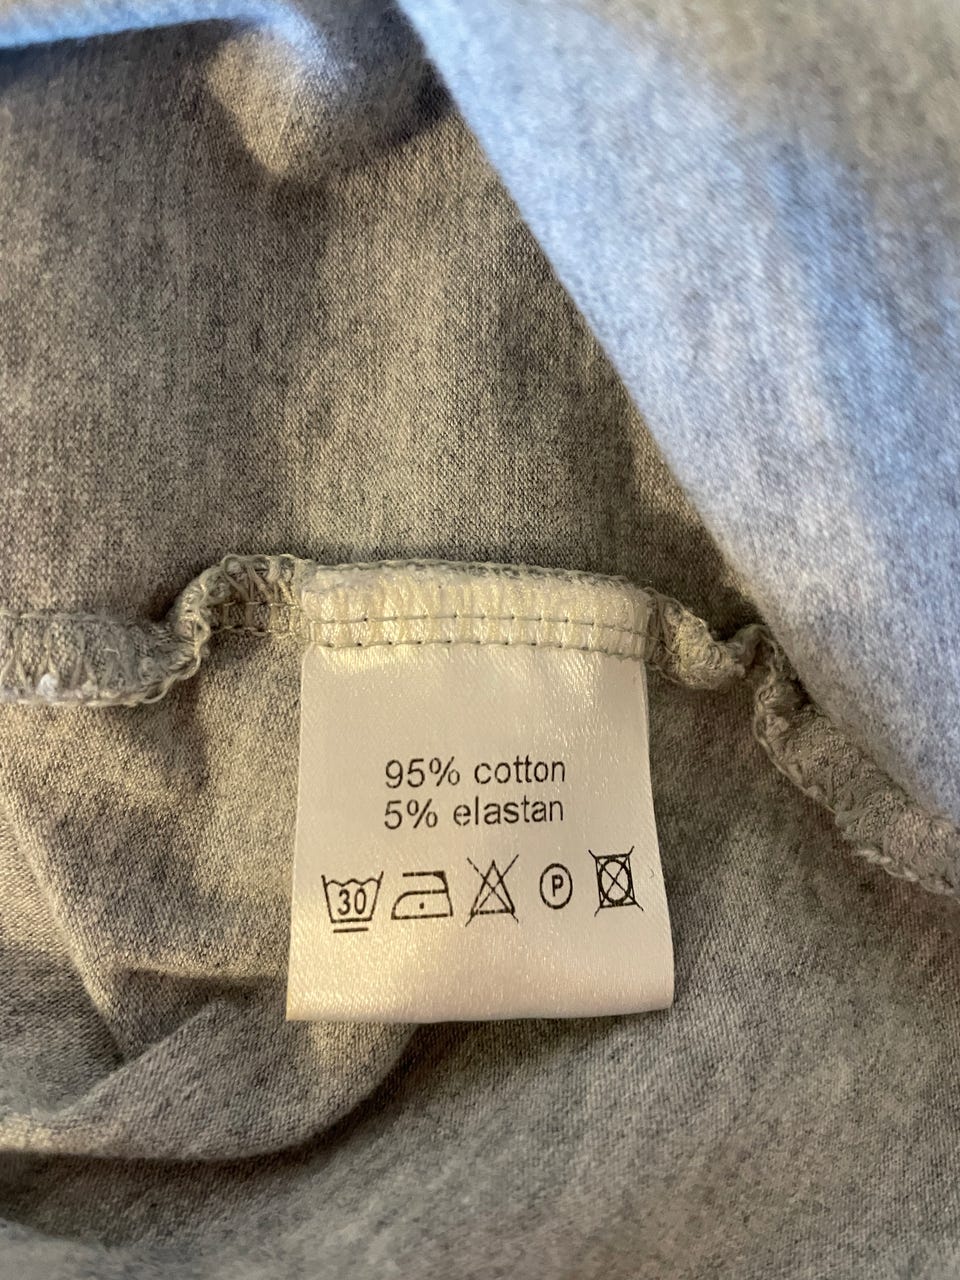 95% cotton
5% elastan
30 P